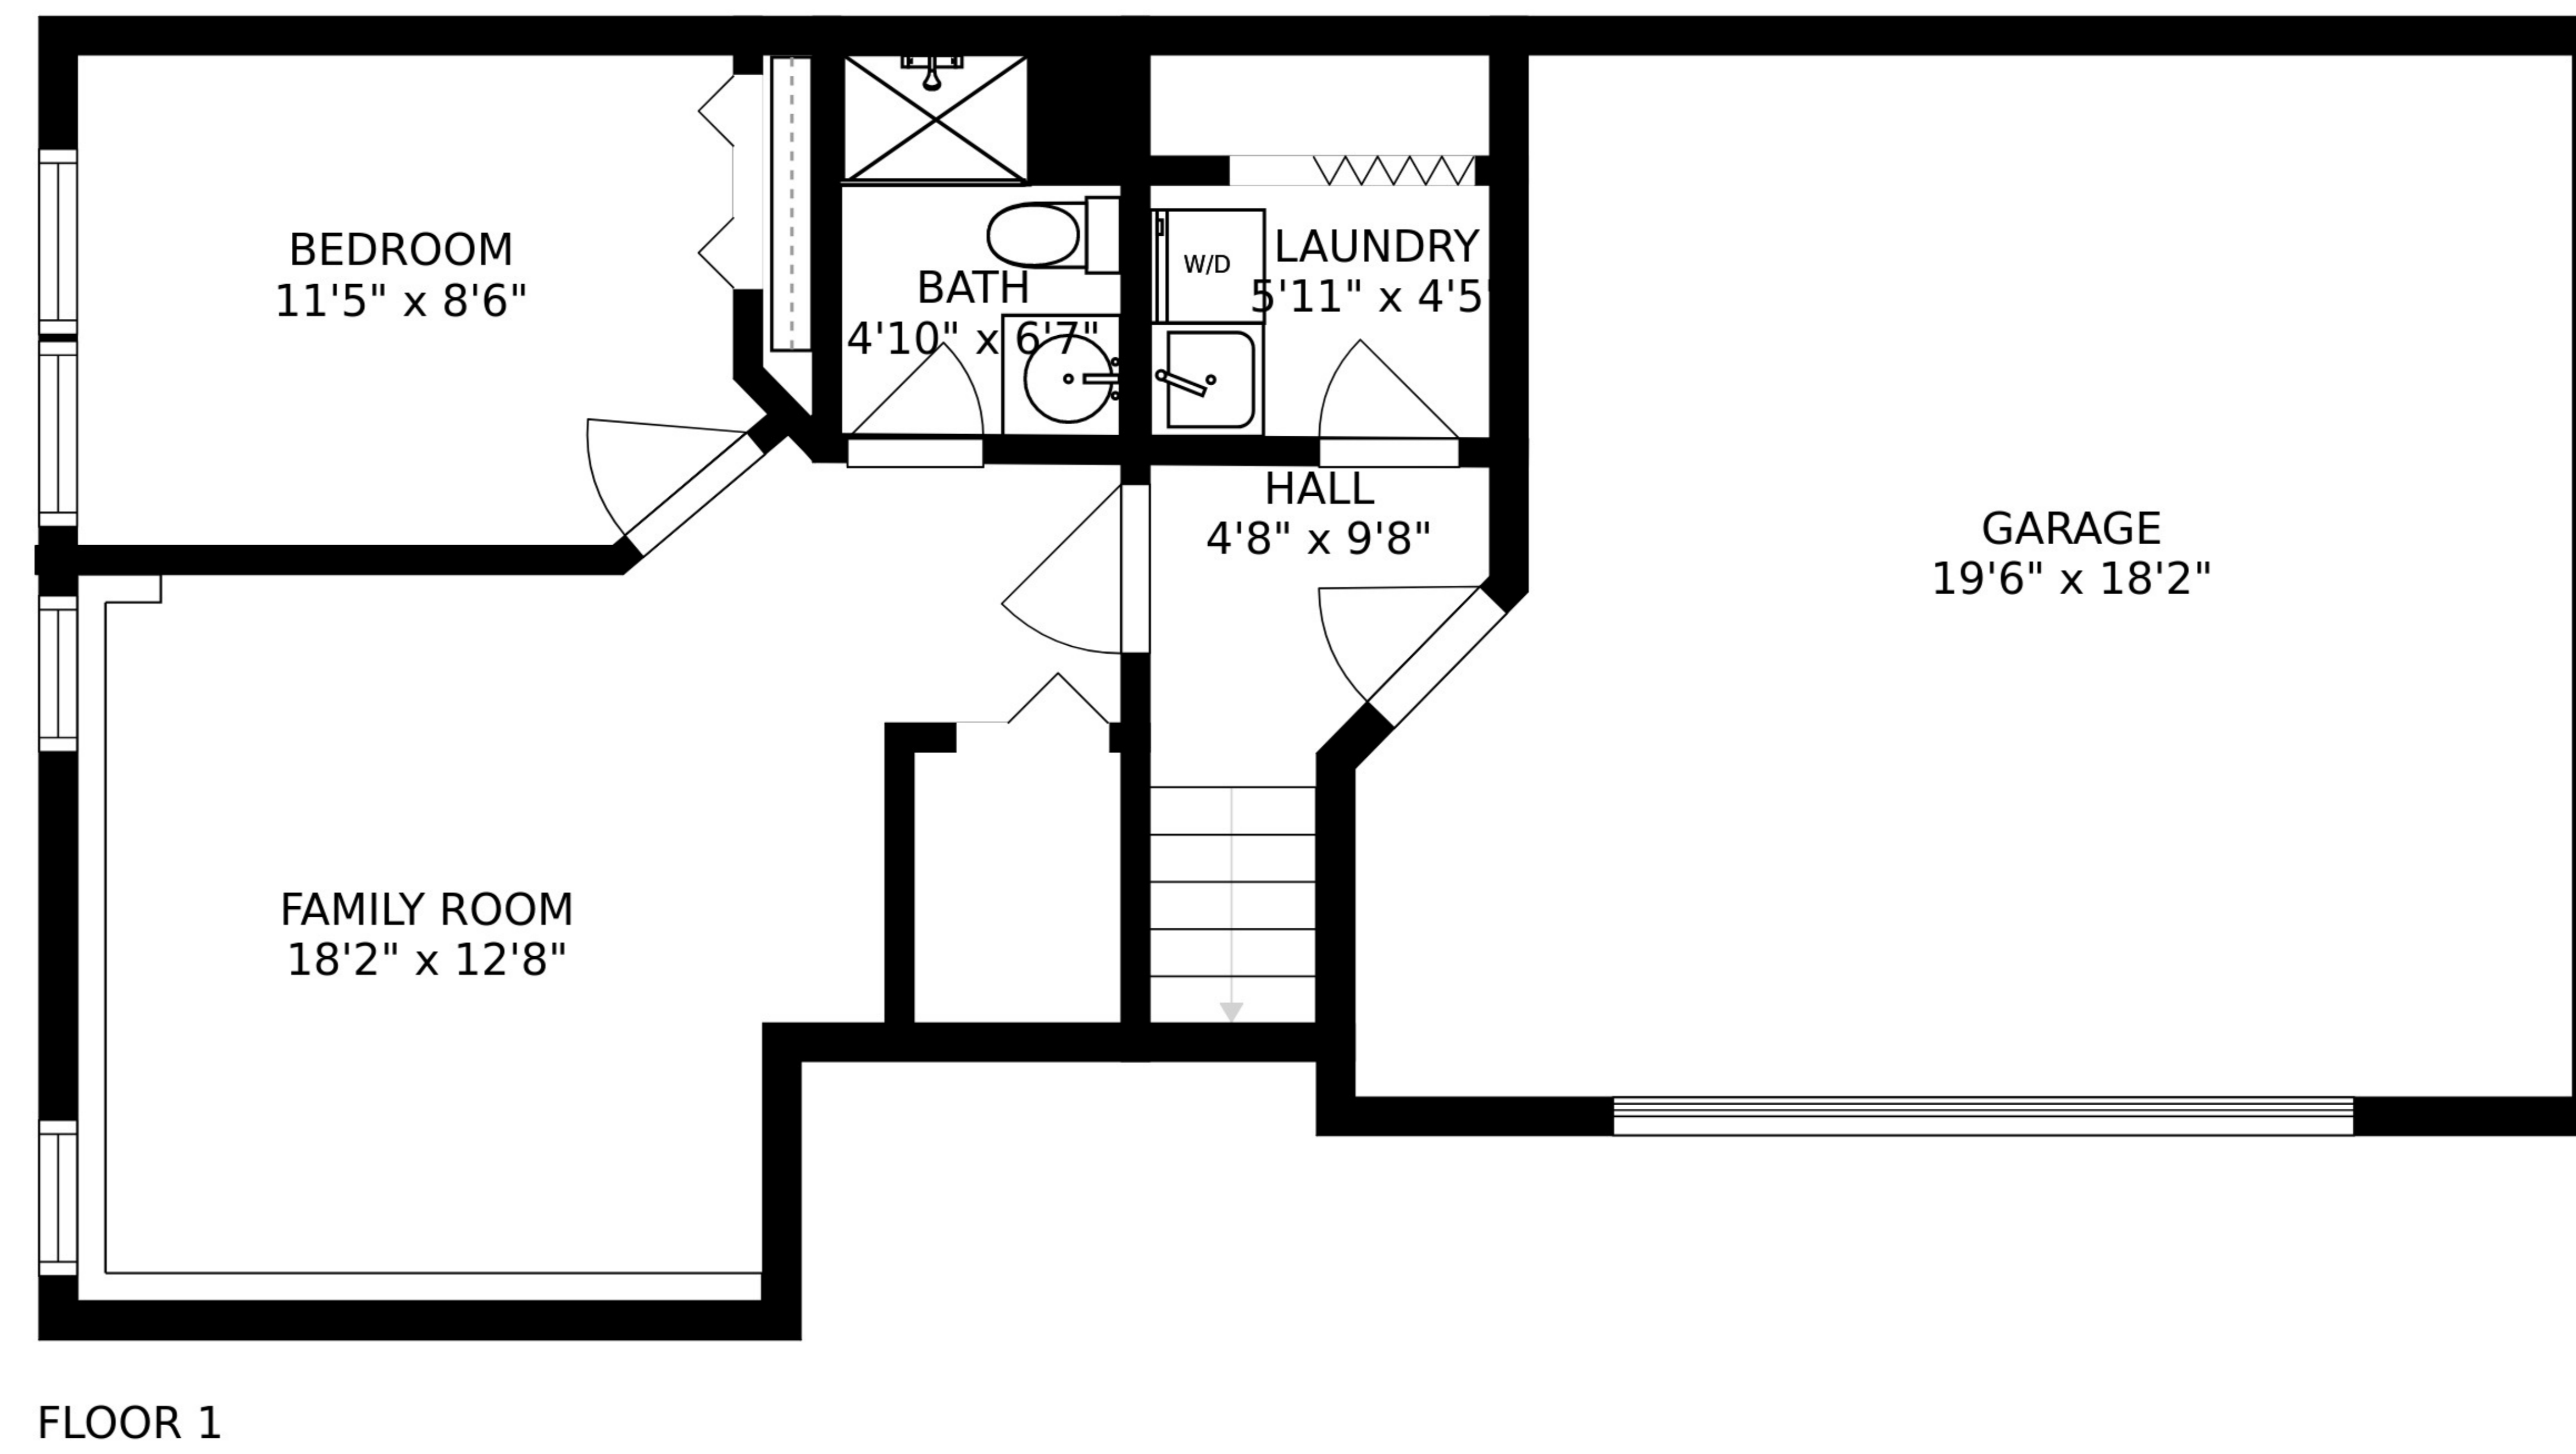 BEDROOM
11'5" x 8'6"
BATH
4'10" x 6'7"
W/D
LAUNDRY
5'11" x 4'5"
HALL
4'8" x 9'8"
GARAGE
19'6" x 18'2"
FAMILY ROOM
18'2" x 12'8"
FLOOR 1